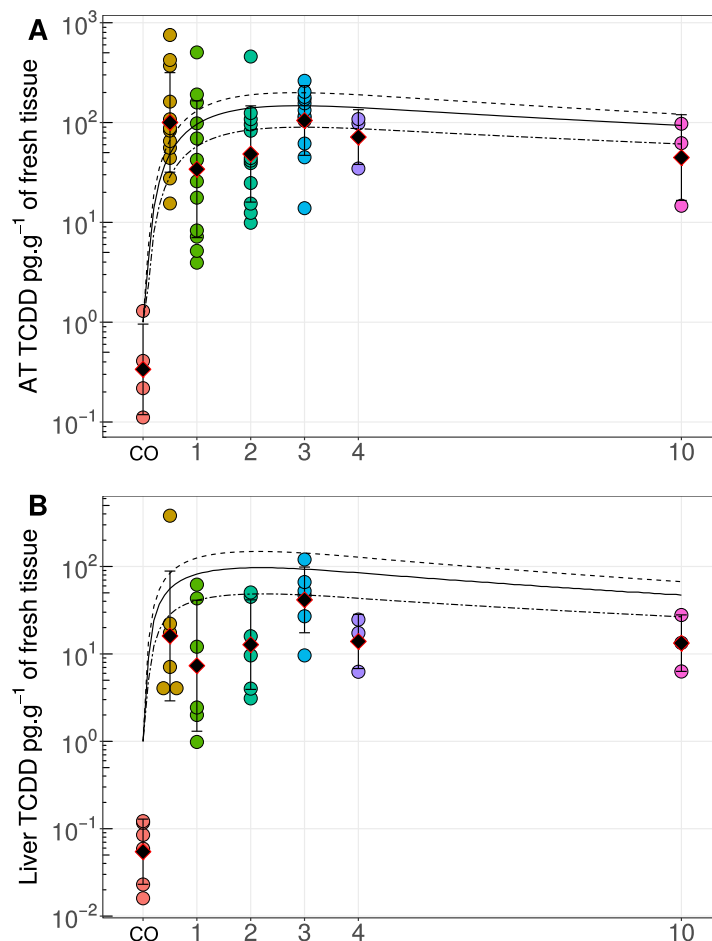 A
AT TCDD pg.g⁻¹ of fresh tissue
10³
10²
10¹
10⁰
10⁻¹
CO 1 2 3 4 10
B
Liver TCDD pg.g⁻¹ of fresh tissue
10²
10¹
10⁰
10⁻¹
10⁻²
CO 1 2 3 4 10